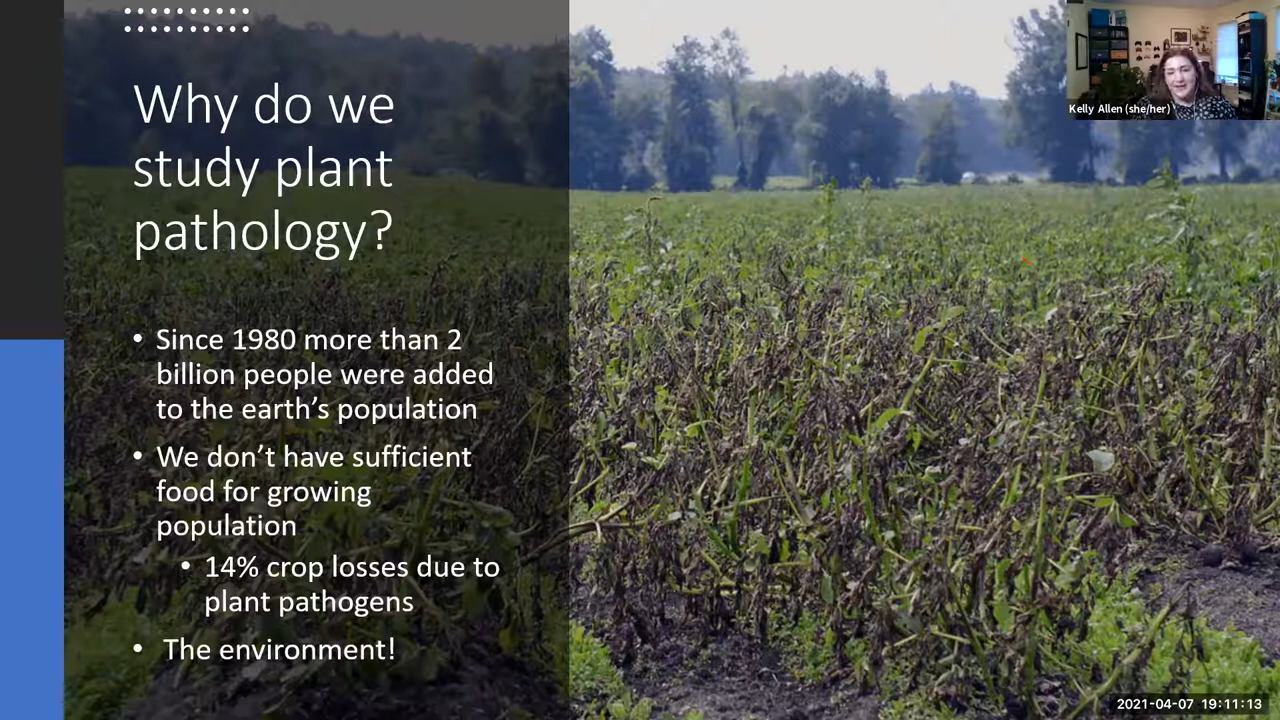 Why do we
study plant
pathology?
• Since 1980 more than 2
billion people were added
to the earth’s population
• We don’t have sufficient
food for growing
population
• 14% crop losses due to
plant pathogens
• The environment!
Kelly Allen (she/her)
2021-04-07 19:11:13